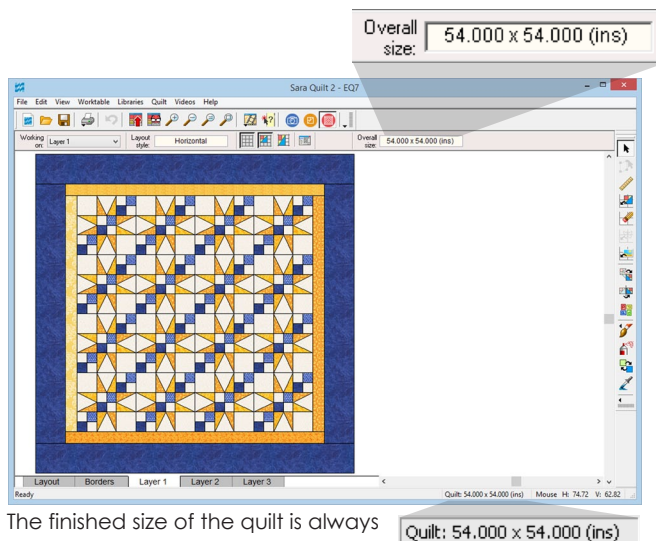 Overall
size: 54.000 x 54.000 (ins)
Sara Quilt 2 - EQ7
File Edit View Worktable Libraries Quilt Videos Help
Working
on: Layer 1
Layout
style: Horizontal
Overall
size: 54.000 x 54.000 (ins)
Layout Borders Layer 1 Layer 2 Layer 3
Ready Quilt: 54.000 x 54.000 (ins) Mouse H: 74.72 V: 62.82
The finished size of the quilt is always
Quilt: 54.000 x 54.000 (ins)